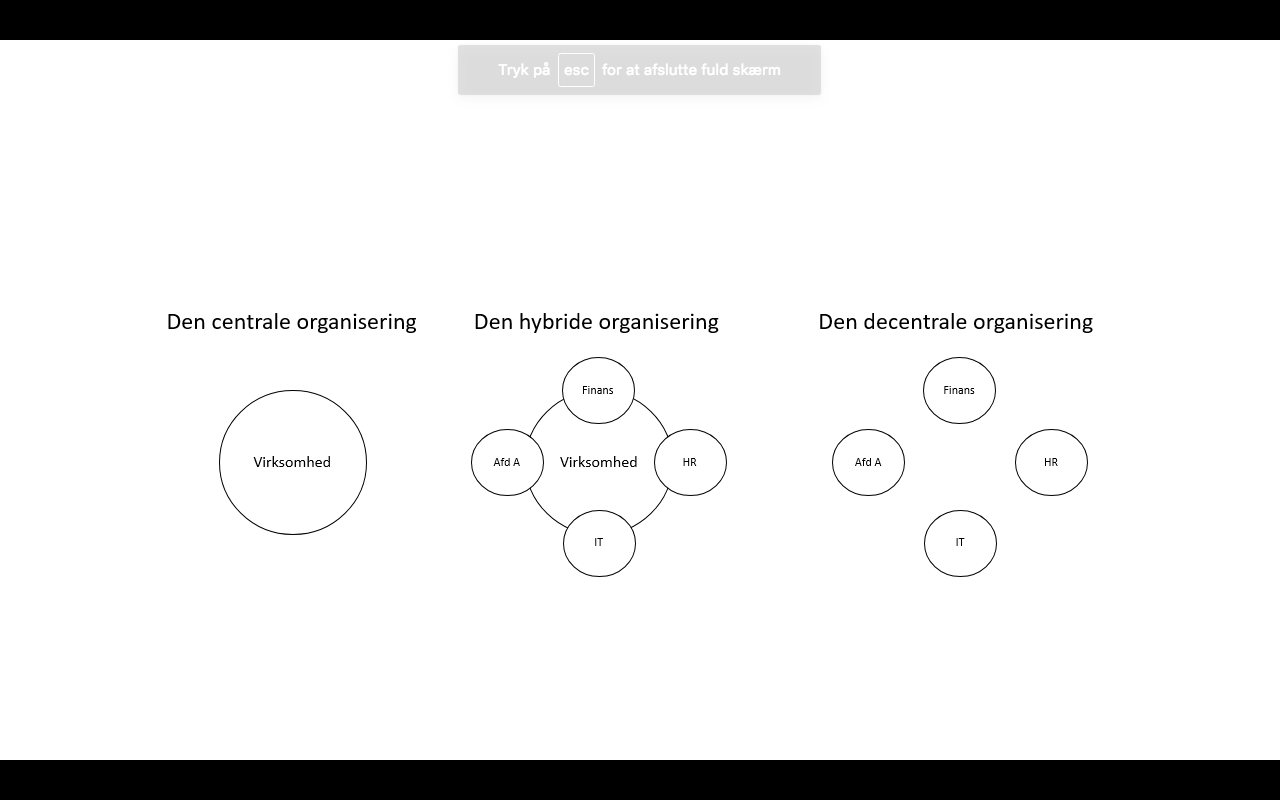 Tryk på esc for at afslutte fuld skærm
Den centrale organisering
Virksomhed
Den hybride organisering
Finans
Afd A
Virksomhed
HR
IT
Den decentrale organisering
Finans
Afd A
HR
IT